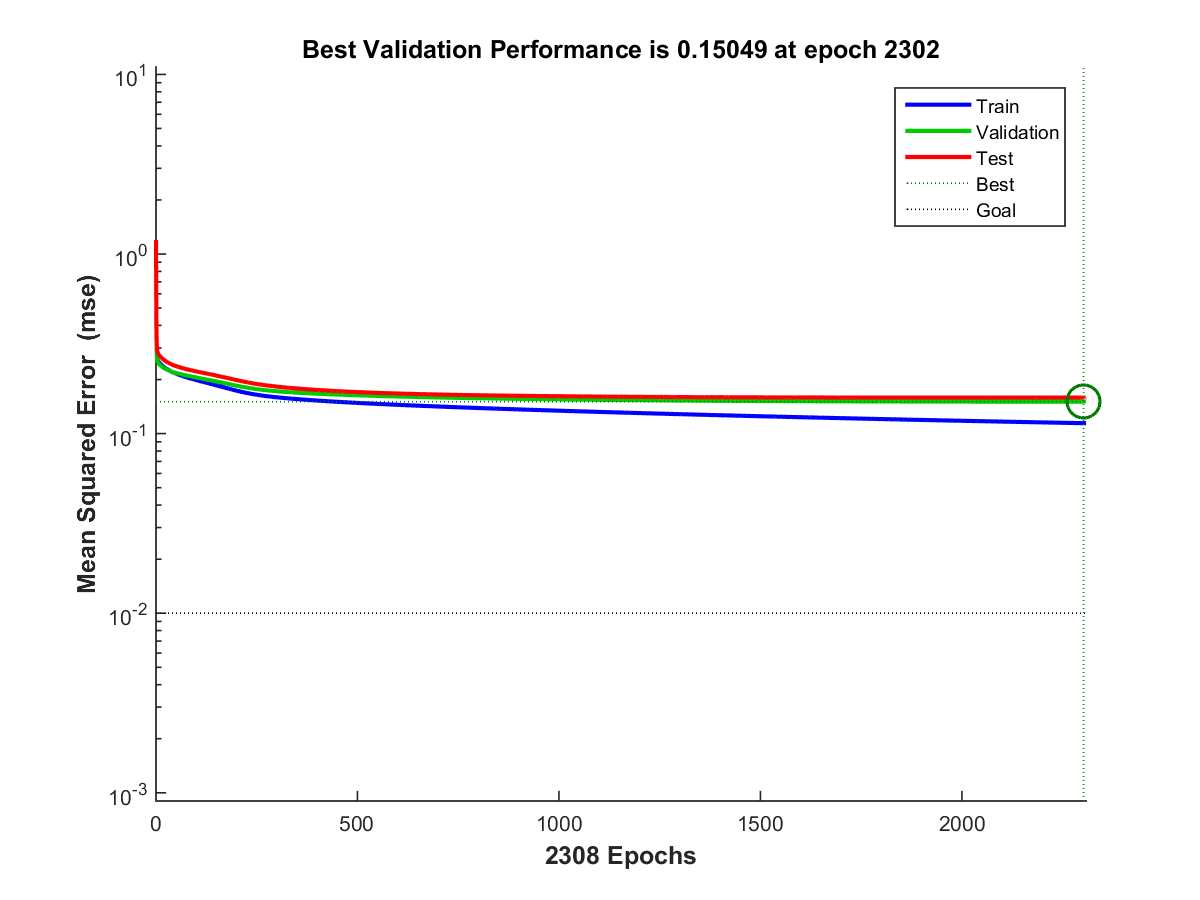 Best Validation Performance is 0.15049 at epoch 2302
10^1
10^0
10^-1
10^-2
10^-3
Mean Squared Error (mse)
Train
Validation
Test
Best
Goal
0 500 1000 1500 2000
2308 Epochs